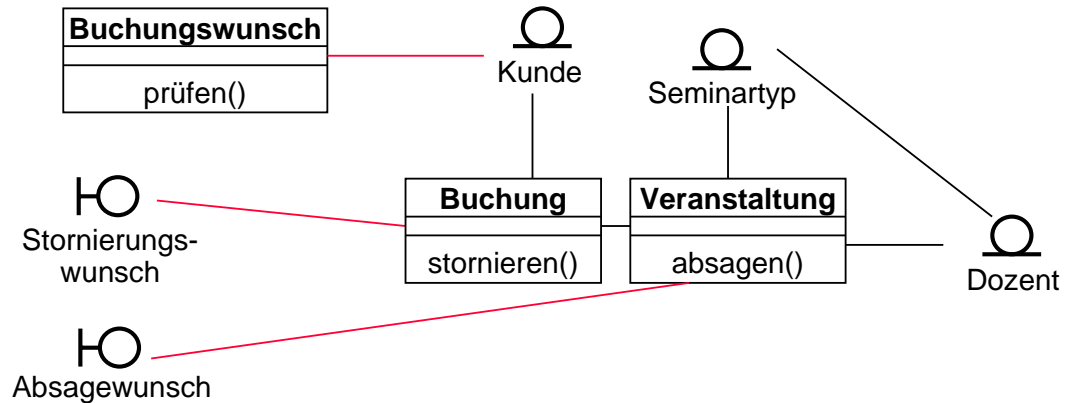 Buchungswunsch
prüfen()
Kunde
Seminartyp
Stornierungs-
wunsch
Buchung
stornieren()
Veranstaltung
absagen()
Dozent
Absagewunsch